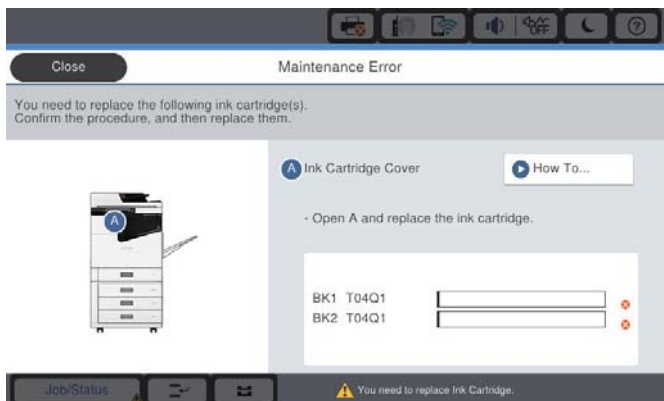 OFF
Close
Maintenance Error
You need to replace the following ink cartridge(s).
Confirm the procedure, and then replace them.
A Ink Cartridge Cover
How To...
A
- Open A and replace the ink cartridge.
BK1 T04Q1
BK2 T04Q1
Job/Status
You need to replace Ink Cartridge.